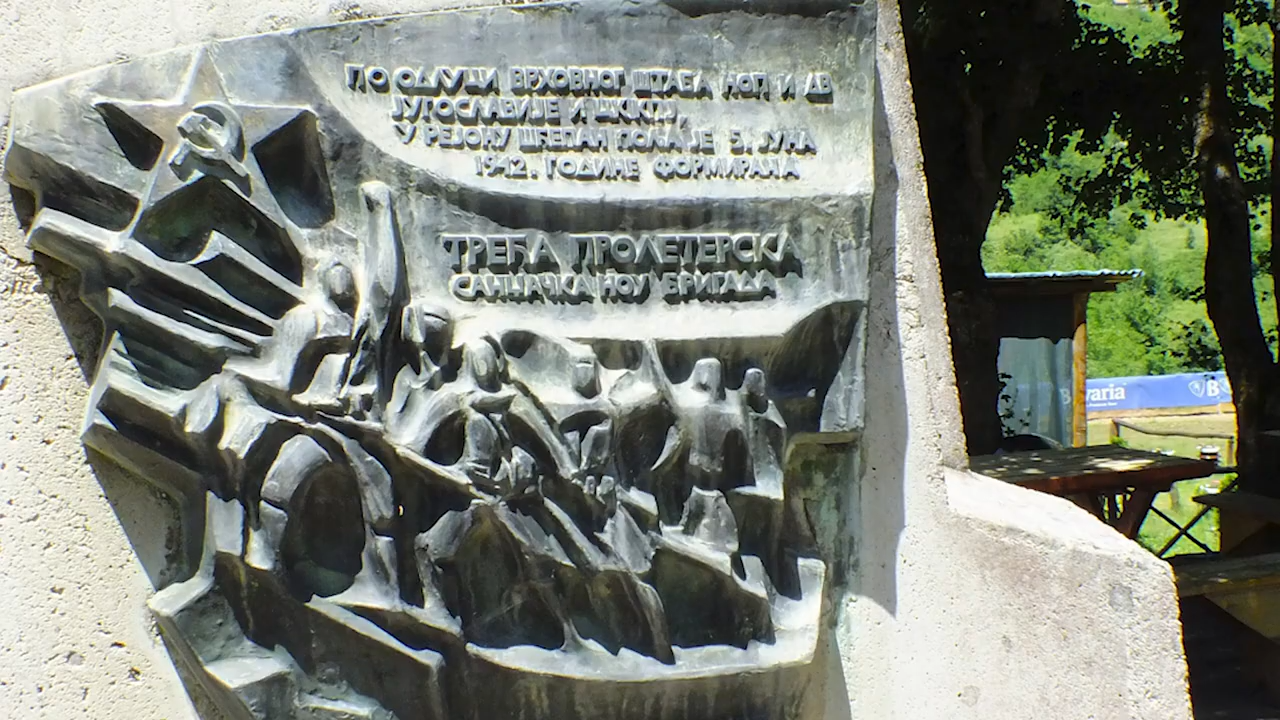 ПО ОДЛУЦИ ВРХОВНОГ ШТАБА НОП И ДВ
ЈУГОСЛАВИЈЕ И ЦККПЈ,
У РЕЈОНУ ШЋЕПАН ПОЉА ЈЕ 5. ЈУНА
1942. ГОДИНЕ ФОРМИРАНА
ТРЕЋА ПРОЛЕТЕРСКА
САНЏАЧКА НОУ БРИГАДА
varia
B